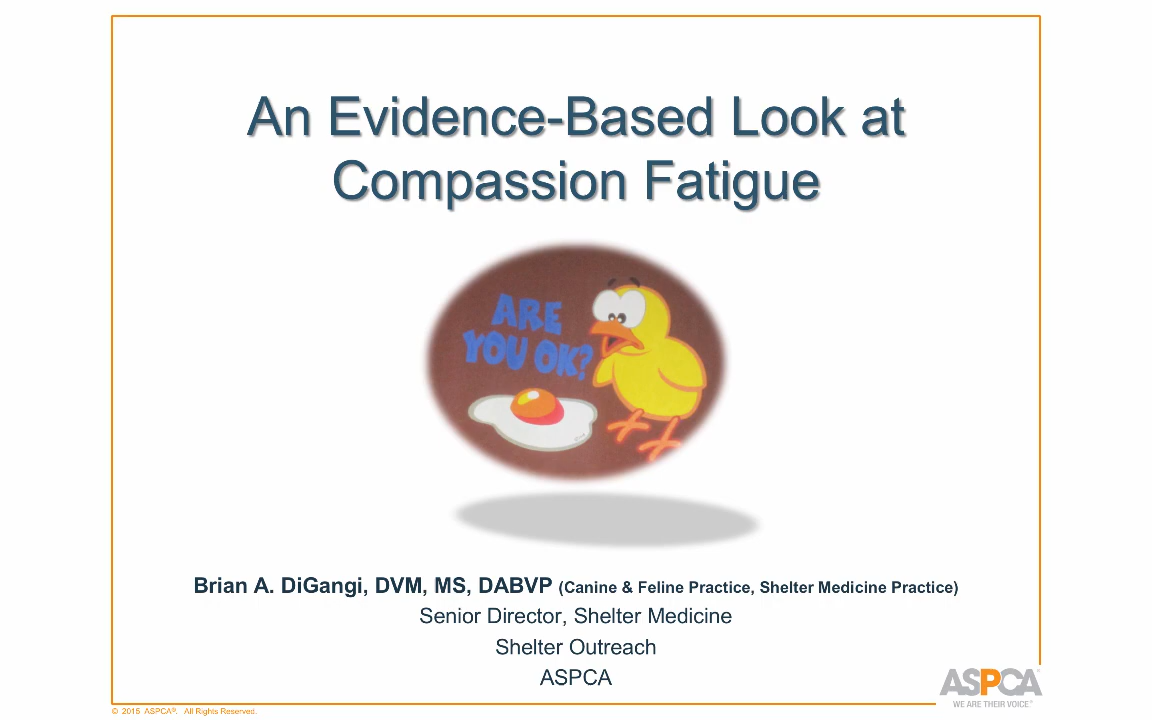 An Evidence-Based Look at
Compassion Fatigue
ARE
YOU OK?
Brian A. DiGangi, DVM, MS, DABVP (Canine & Feline Practice, Shelter Medicine Practice)
Senior Director, Shelter Medicine
Shelter Outreach
ASPCA
ASPCA®
WE ARE THEIR VOICE.®
© 2015 ASPCA®. All Rights Reserved.